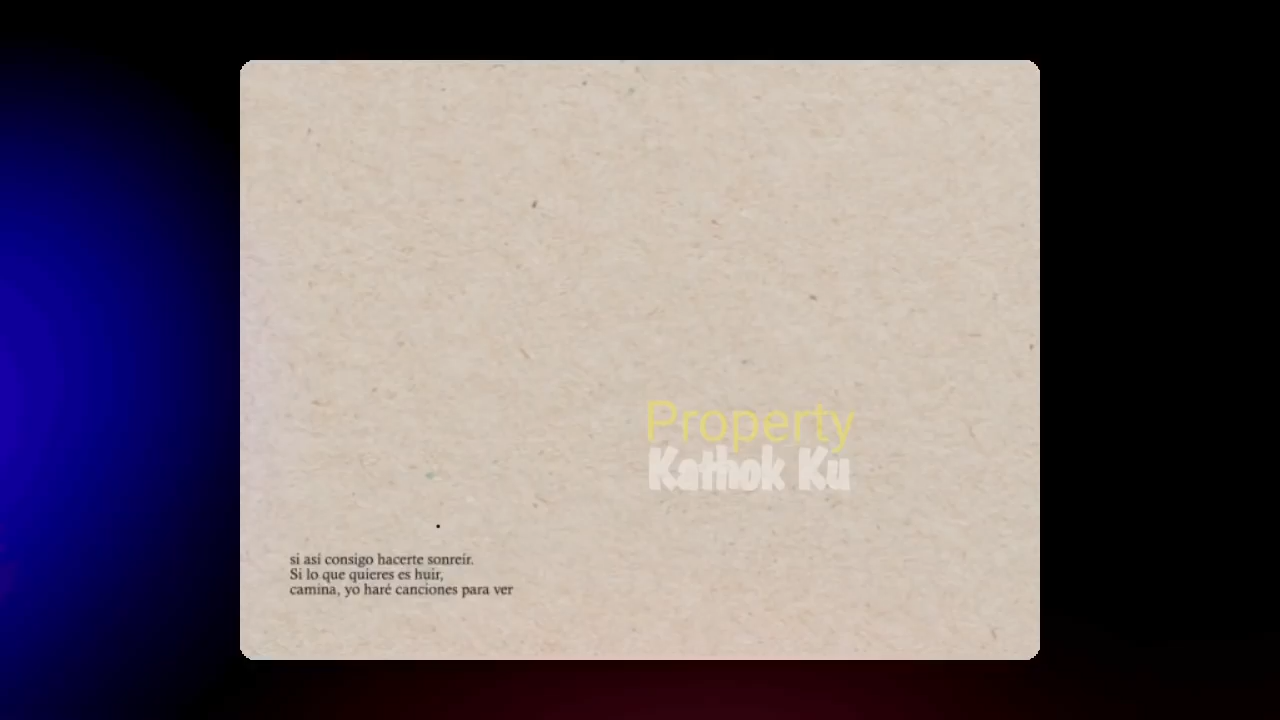 Property
Kathok Ku
si así consigo hacerte sonreír.
Si lo que quieres es huir,
camina, yo haré canciones para ver